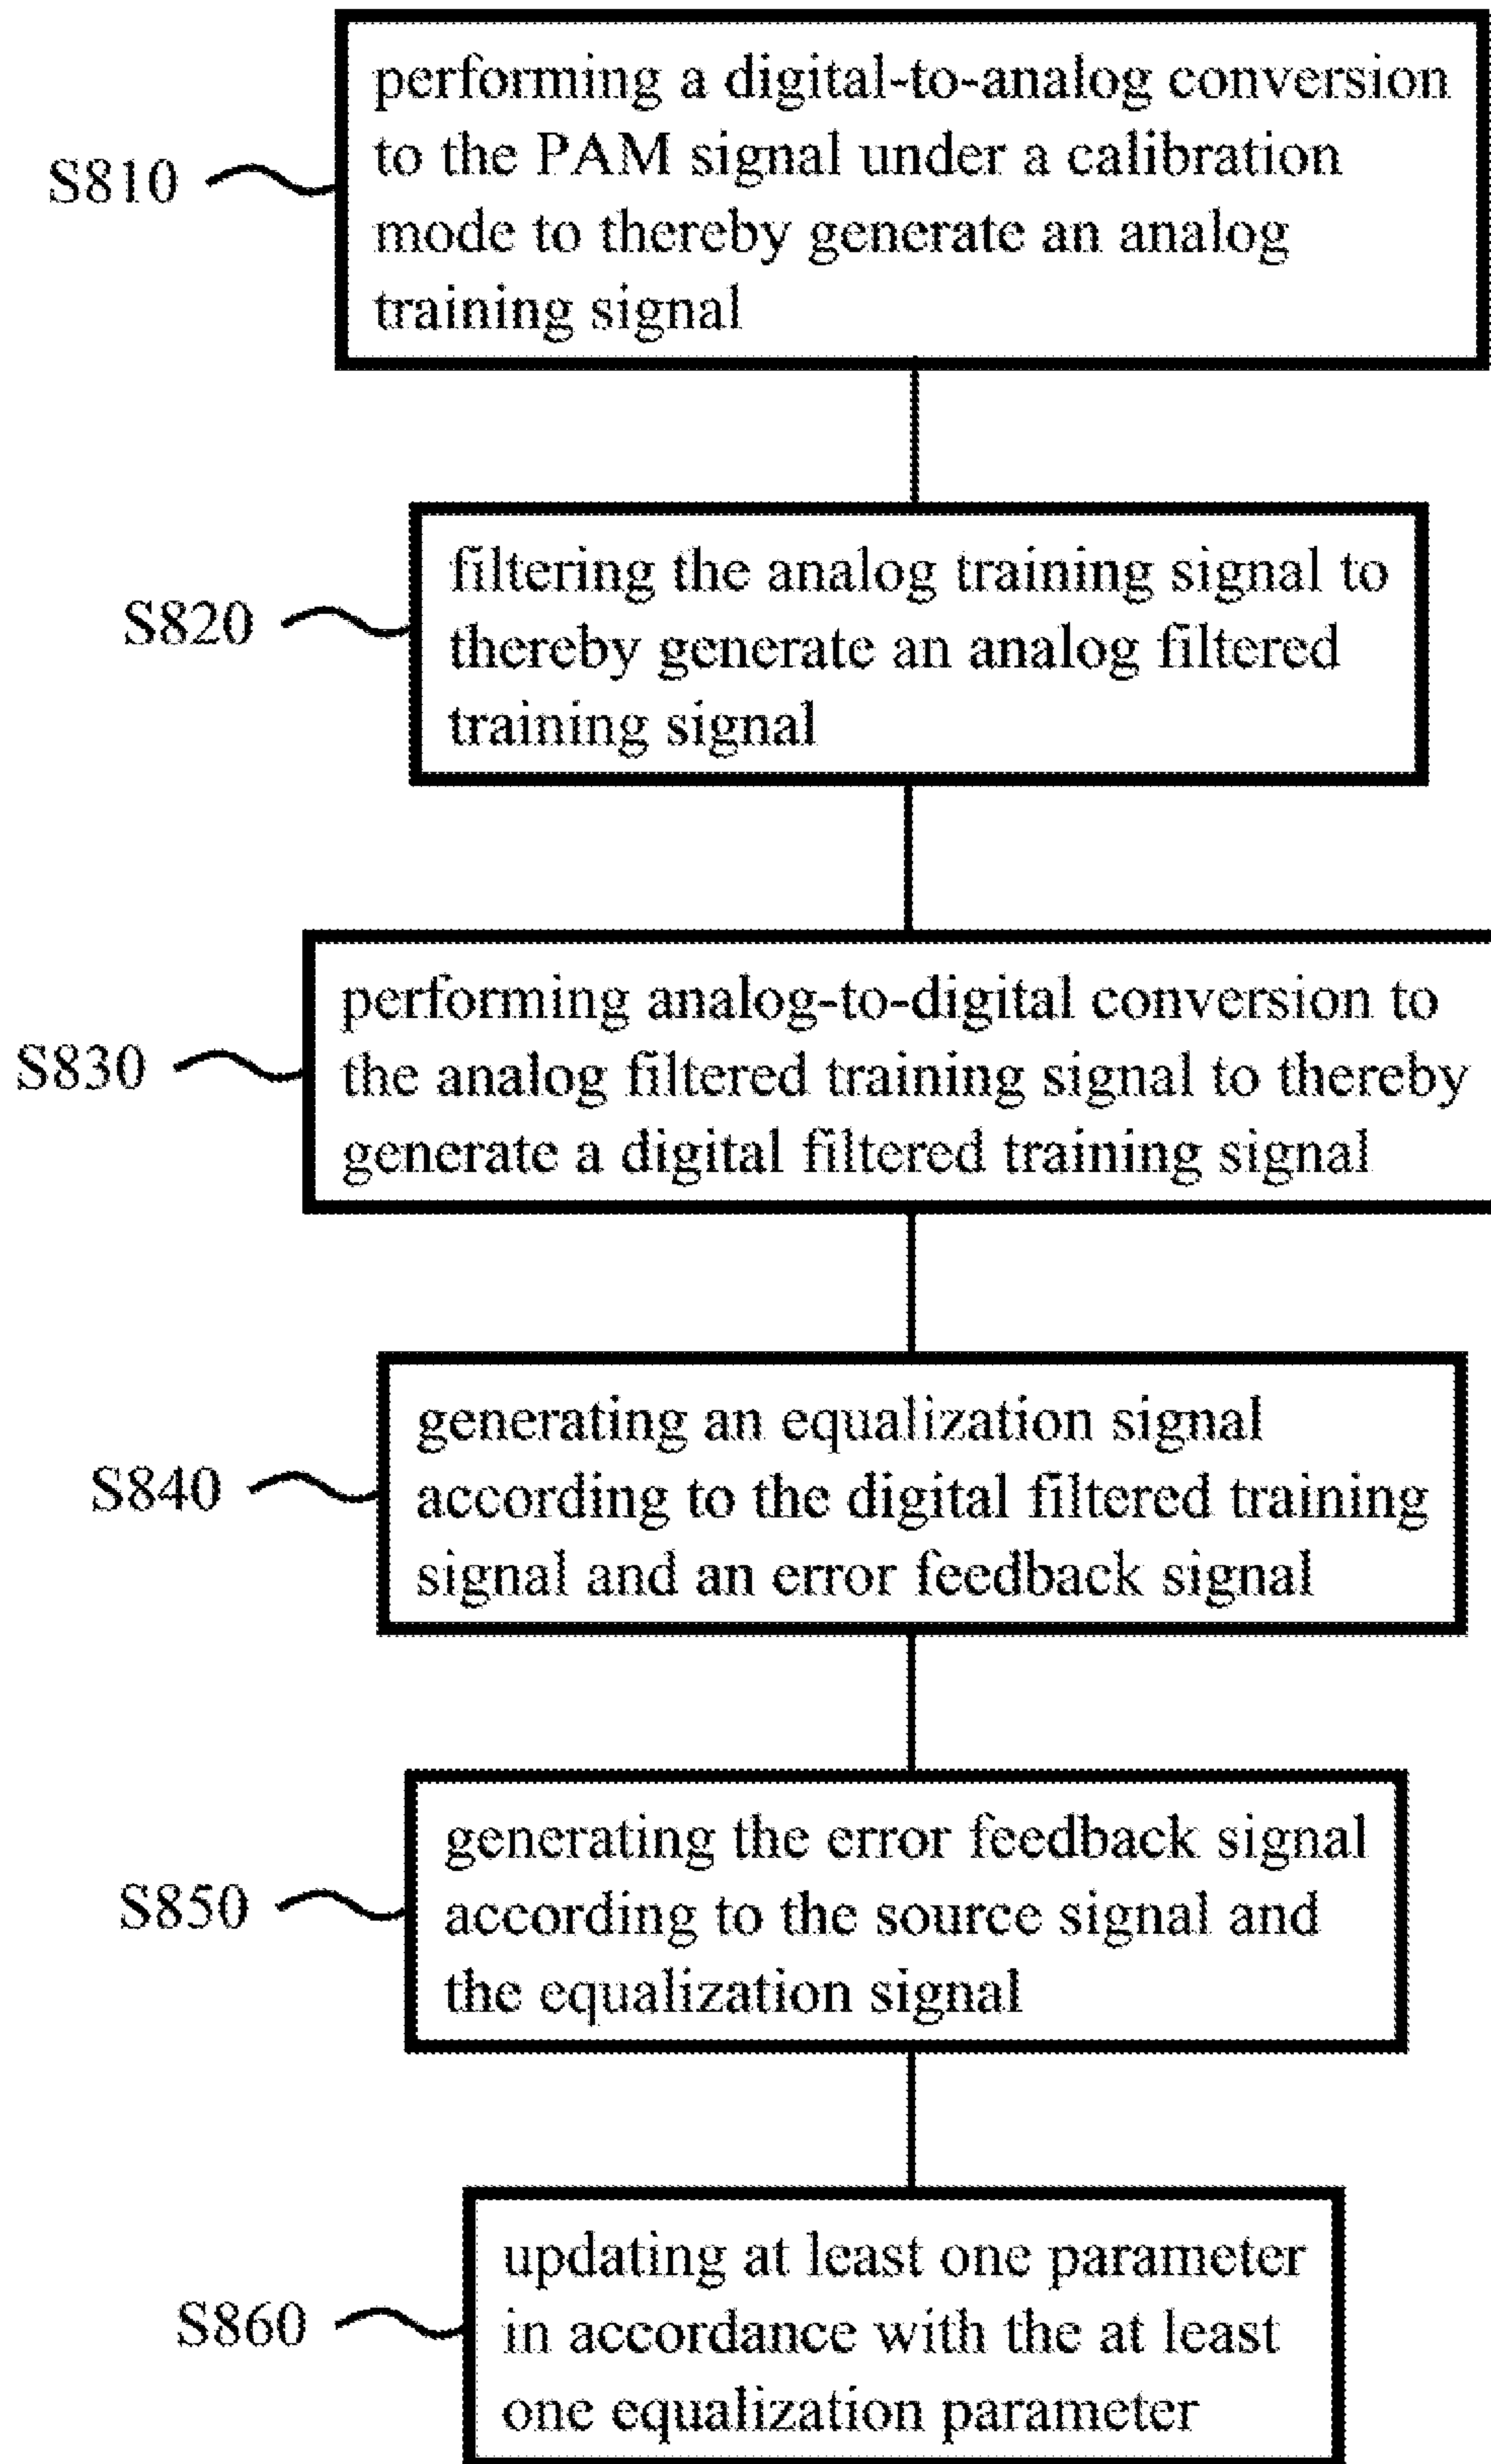 performing a digital-to-analog conversion
to the PAM signal under a calibration
mode to thereby generate an analog
training signal
S810
filtering the analog training signal to
thereby generate an analog filtered
training signal
S820
performing analog-to-digital conversion to
the analog filtered training signal to thereby
generate a digital filtered training signal
S830
generating an equalization signal
according to the digital filtered training
signal and an error feedback signal
S840
generating the error feedback signal
according to the source signal and
the equalization signal
S850
updating at least one parameter
in accordance with the at least
one equalization parameter
S860